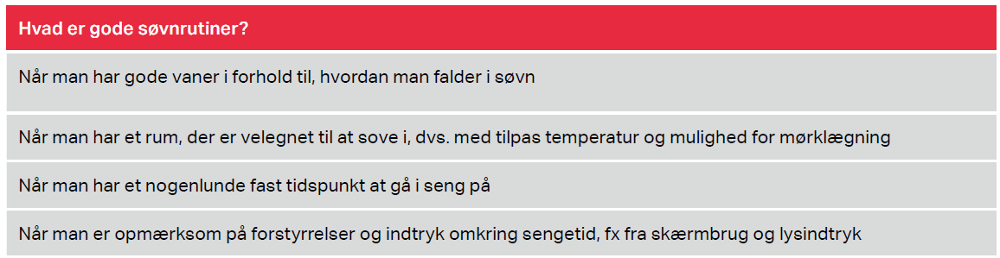 Hvad er gode søvnrutiner?
Når man har gode vaner i forhold til, hvordan man falder i søvn
Når man har et rum, der er velegnet til at sove i, dvs. med tilpas temperatur og mulighed for mørklægning
Når man har et nogenlunde fast tidspunkt at gå i seng på
Når man er opmærksom på forstyrrelser og indtryk omkring sengetid, fx fra skærmbrug og lysindtryk